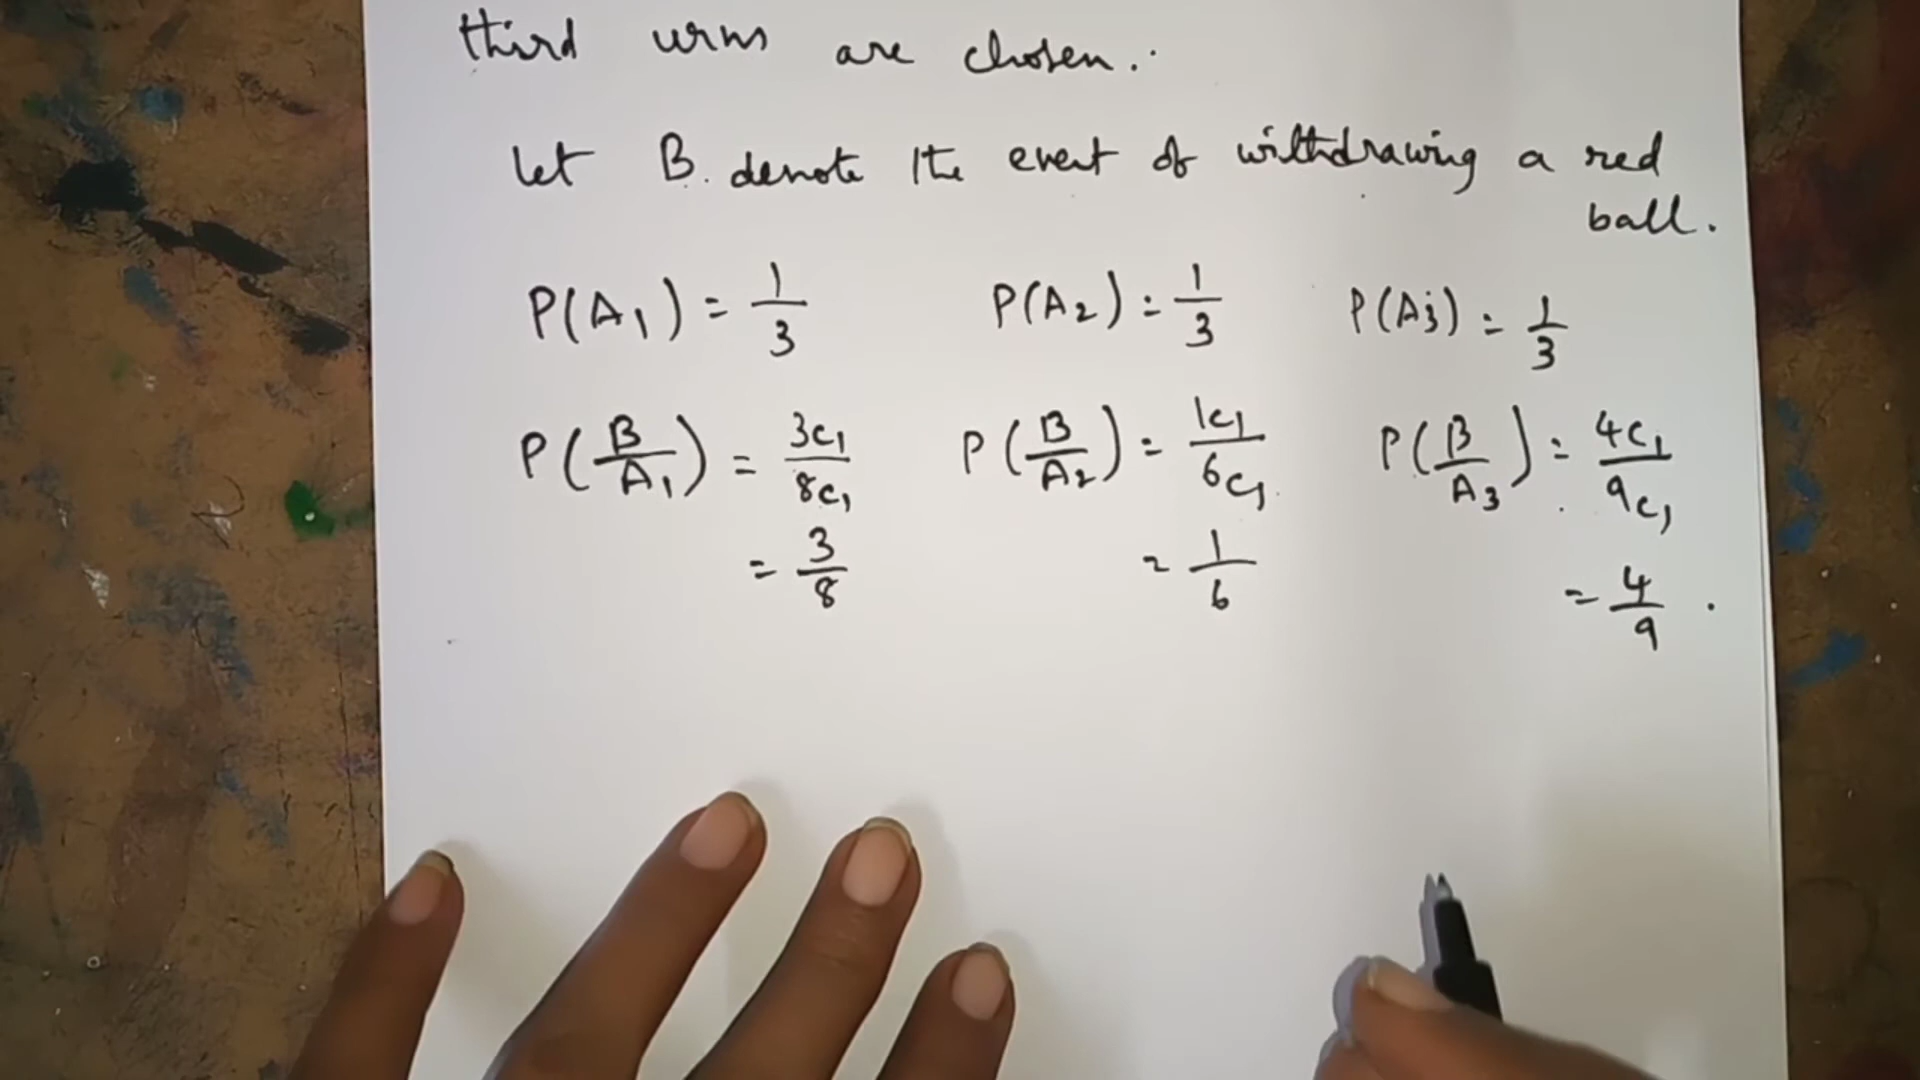 third urns are chosen.
let B. denote the event of withdrawing a red
ball.
P(A₁) = 1/3 P(A₂) = 1/3 P(A3) = 1/3
P(B/A₁) = 3c₁/8c₁ P(B/A₂) = 1c₁/6c₁ P(B/A₃) = 4c₁/9c₁
= 3/8 = 1/6 = 4/9 .